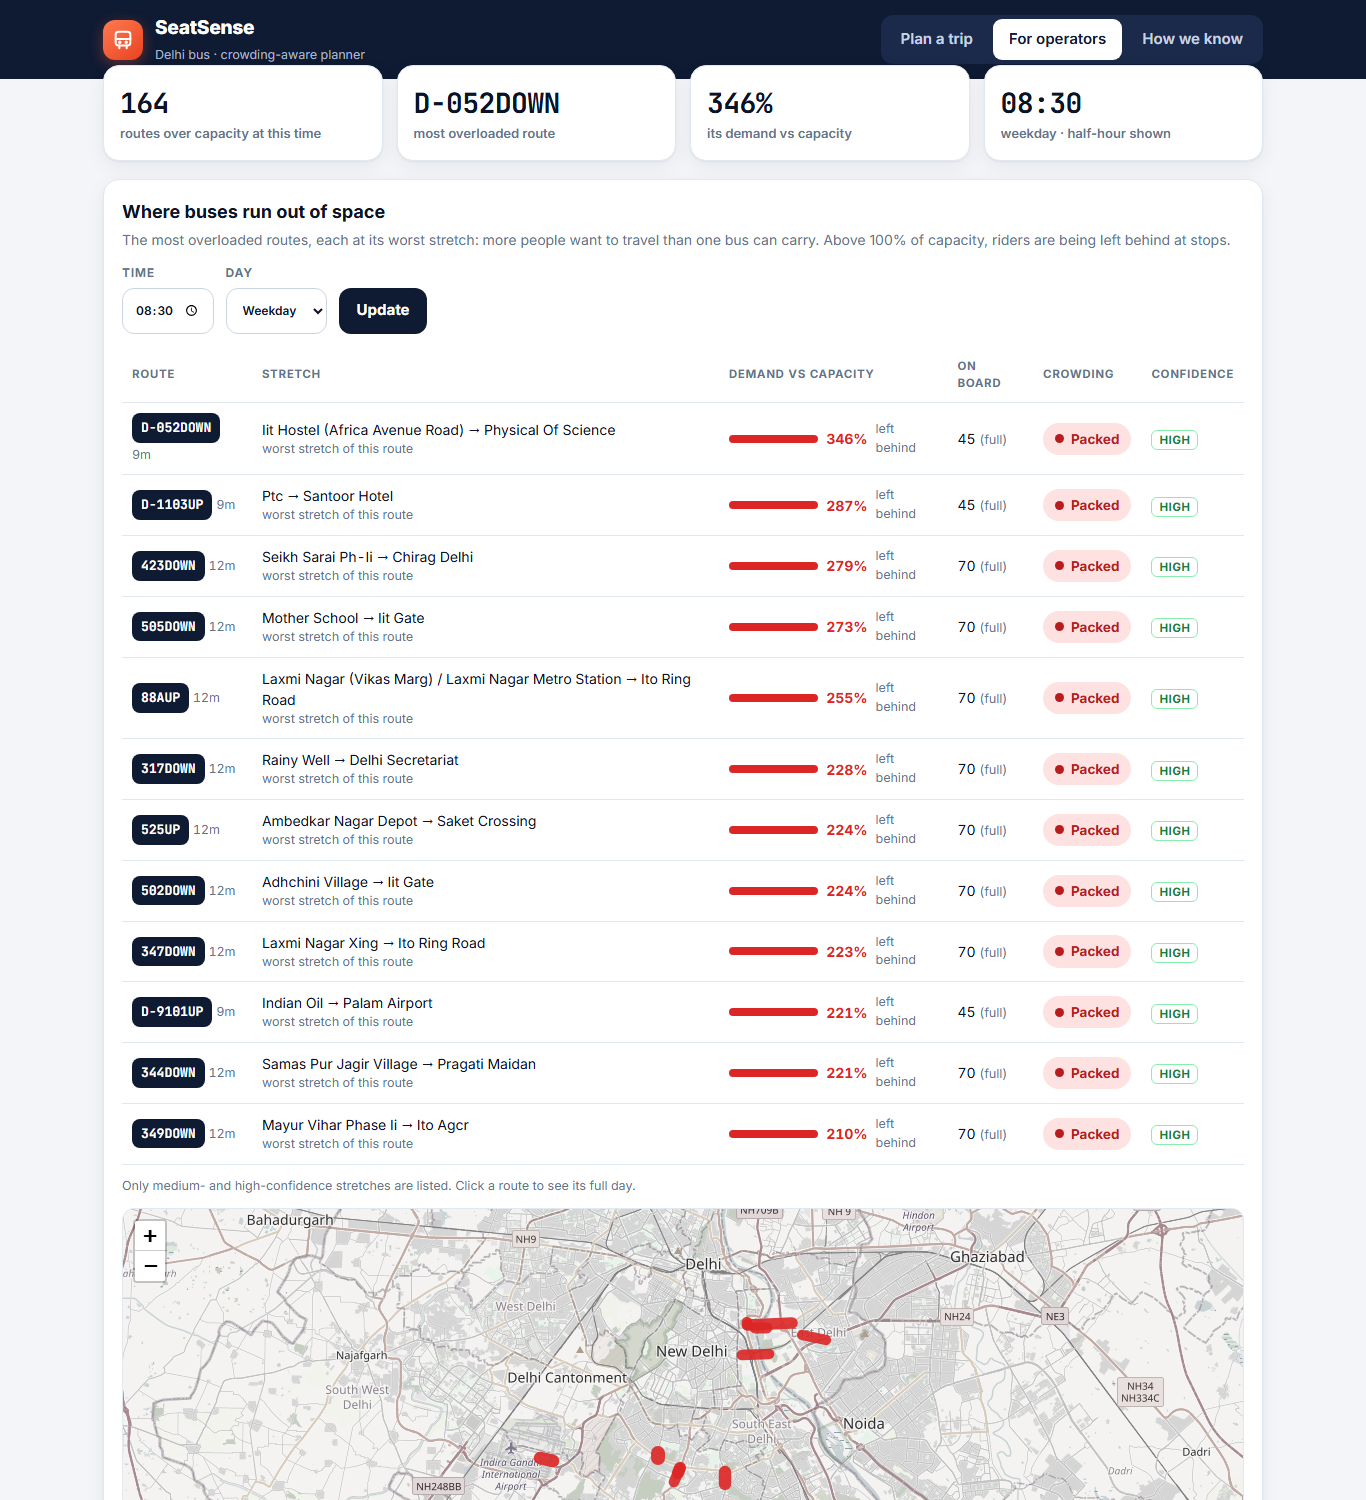 SeatSense
Delhi bus · crowding-aware planner
Plan a trip
For operators
How we know
164
routes over capacity at this time
D-052DOWN
most overloaded route
346%
its demand vs capacity
08:30
weekday · half-hour shown
Where buses run out of space
The most overloaded routes, each at its worst stretch: more people want to travel than one bus can carry. Above 100% of capacity, riders are being left behind at stops.
TIME
DAY
08:30
Weekday
Update
ROUTE
STRETCH
DEMAND VS CAPACITY
ON BOARD
CROWDING
CONFIDENCE
D-052DOWN 9m
Iit Hostel (Africa Avenue Road) → Physical Of Science
worst stretch of this route
346% left behind
45 (full)
Packed
HIGH
D-1103UP 9m
Ptc → Santoor Hotel
worst stretch of this route
287% left behind
45 (full)
Packed
HIGH
423DOWN 12m
Seikh Sarai Ph-Ii → Chirag Delhi
worst stretch of this route
279% left behind
70 (full)
Packed
HIGH
505DOWN 12m
Mother School → Iit Gate
worst stretch of this route
273% left behind
70 (full)
Packed
HIGH
88AUP 12m
Laxmi Nagar (Vikas Marg) / Laxmi Nagar Metro Station → Ito Ring
Road
worst stretch of this route
255% left behind
70 (full)
Packed
HIGH
317DOWN 12m
Rainy Well → Delhi Secretariat
worst stretch of this route
228% left behind
70 (full)
Packed
HIGH
525UP 12m
Ambedkar Nagar Depot → Saket Crossing
worst stretch of this route
224% left behind
70 (full)
Packed
HIGH
502DOWN 12m
Adhchini Village → Iit Gate
worst stretch of this route
224% left behind
70 (full)
Packed
HIGH
347DOWN 12m
Laxmi Nagar Xing → Ito Ring Road
worst stretch of this route
223% left behind
70 (full)
Packed
HIGH
D-9101UP 9m
Indian Oil → Palam Airport
worst stretch of this route
221% left behind
45 (full)
Packed
HIGH
344DOWN 12m
Samas Pur Jagir Village → Pragati Maidan
worst stretch of this route
221% left behind
70 (full)
Packed
HIGH
349DOWN 12m
Mayur Vihar Phase Ii → Ito Agcr
worst stretch of this route
210% left behind
70 (full)
Packed
HIGH
Only medium- and high-confidence stretches are listed. Click a route to see its full day.
+
−
Bahadurgarh
NH9
NH709B
NH 9
Hindon
Airport
Delhi
Ghaziabad
West Delhi
NH24
NE3
East Delhi
New Delhi
Najafgarh
Delhi Cantonment
South West
Delhi
NH34
NH334C
South East
Delhi
Noida
Dadri
Dadri
Indira Gandhi
International
Airport
NH248BB